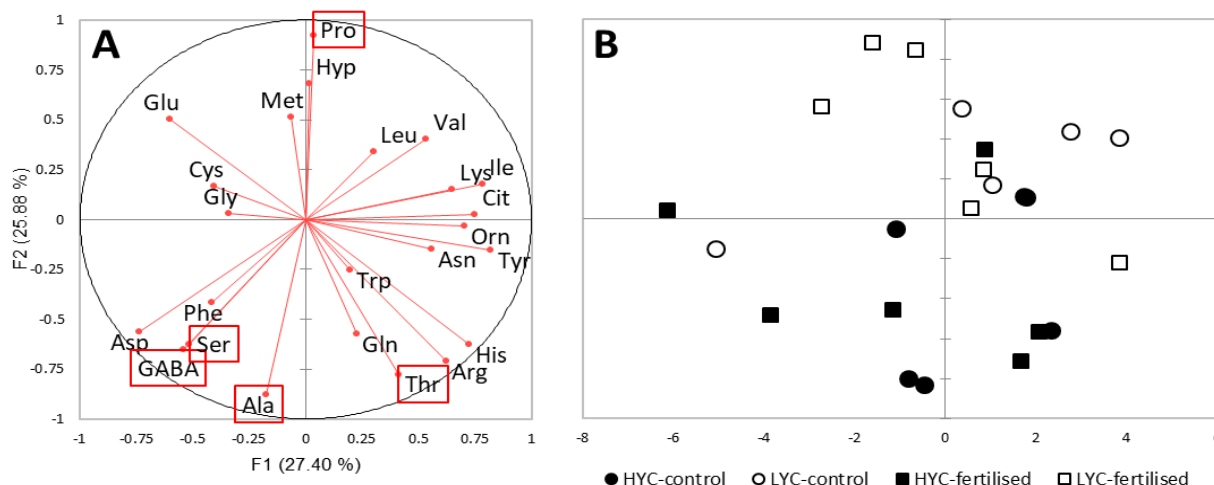 A
Pro
Hyp
Glu
Met
Leu
Val
Cys
Gly
Lys
Ile
Cit
Orn
Asn
Tyr
Trp
Phe
Asp
Ser
GABA
Gln
His
Arg
Thr
Ala
1
0.75
0.5
0.25
0
-0.25
-0.5
-0.75
-1
F2 (25.88 %)
-1 -0.75 -0.5 -0.25 0 0.25 0.5 0.75 1
F1 (27.40 %)
B
-8 -6 -4 -2 0 2 4
HYC-control LYC-control HYC-fertilised LYC-fertilised